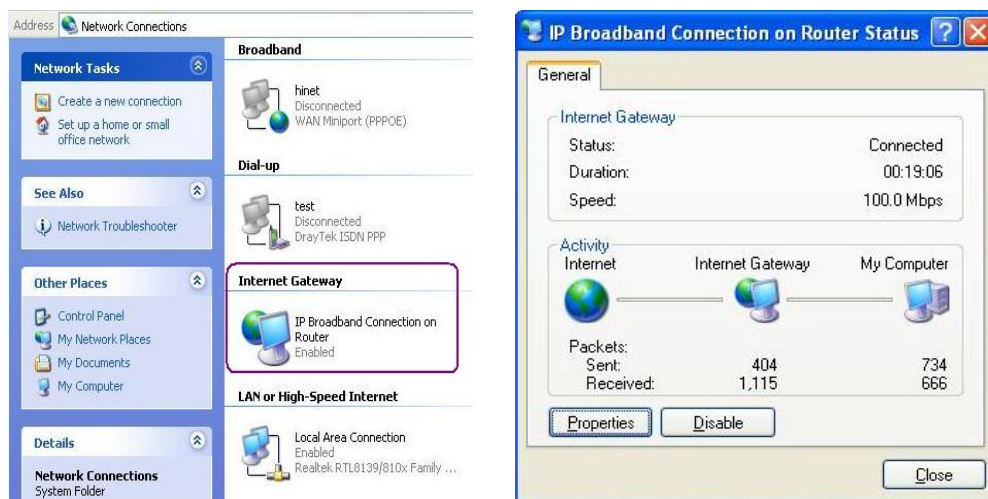 Address Network Connections
Network Tasks
Create a new connection
Set up a home or small
office network
See Also
Network Troubleshooter
Other Places
Control Panel
My Network Places
My Documents
My Computer
Details
Network Connections
System Folder
Broadband
hinet
Disconnected
WAN Miniport (PPPOE)
Dial-up
test
Disconnected
DrayTek ISDN PPP
Internet Gateway
IP Broadband Connection on
Router
Enabled
LAN or High-Speed Internet
Local Area Connection
Enabled
Realtek RTL8139/810x Family ...
IP Broadband Connection on Router Status
General
Internet Gateway
Status: Connected
Duration: 00:19:06
Speed: 100.0 Mbps
Activity
Internet Internet Gateway My Computer
Packets:
Sent: 404 734
Received: 1,115 666
Properties Disable
Close